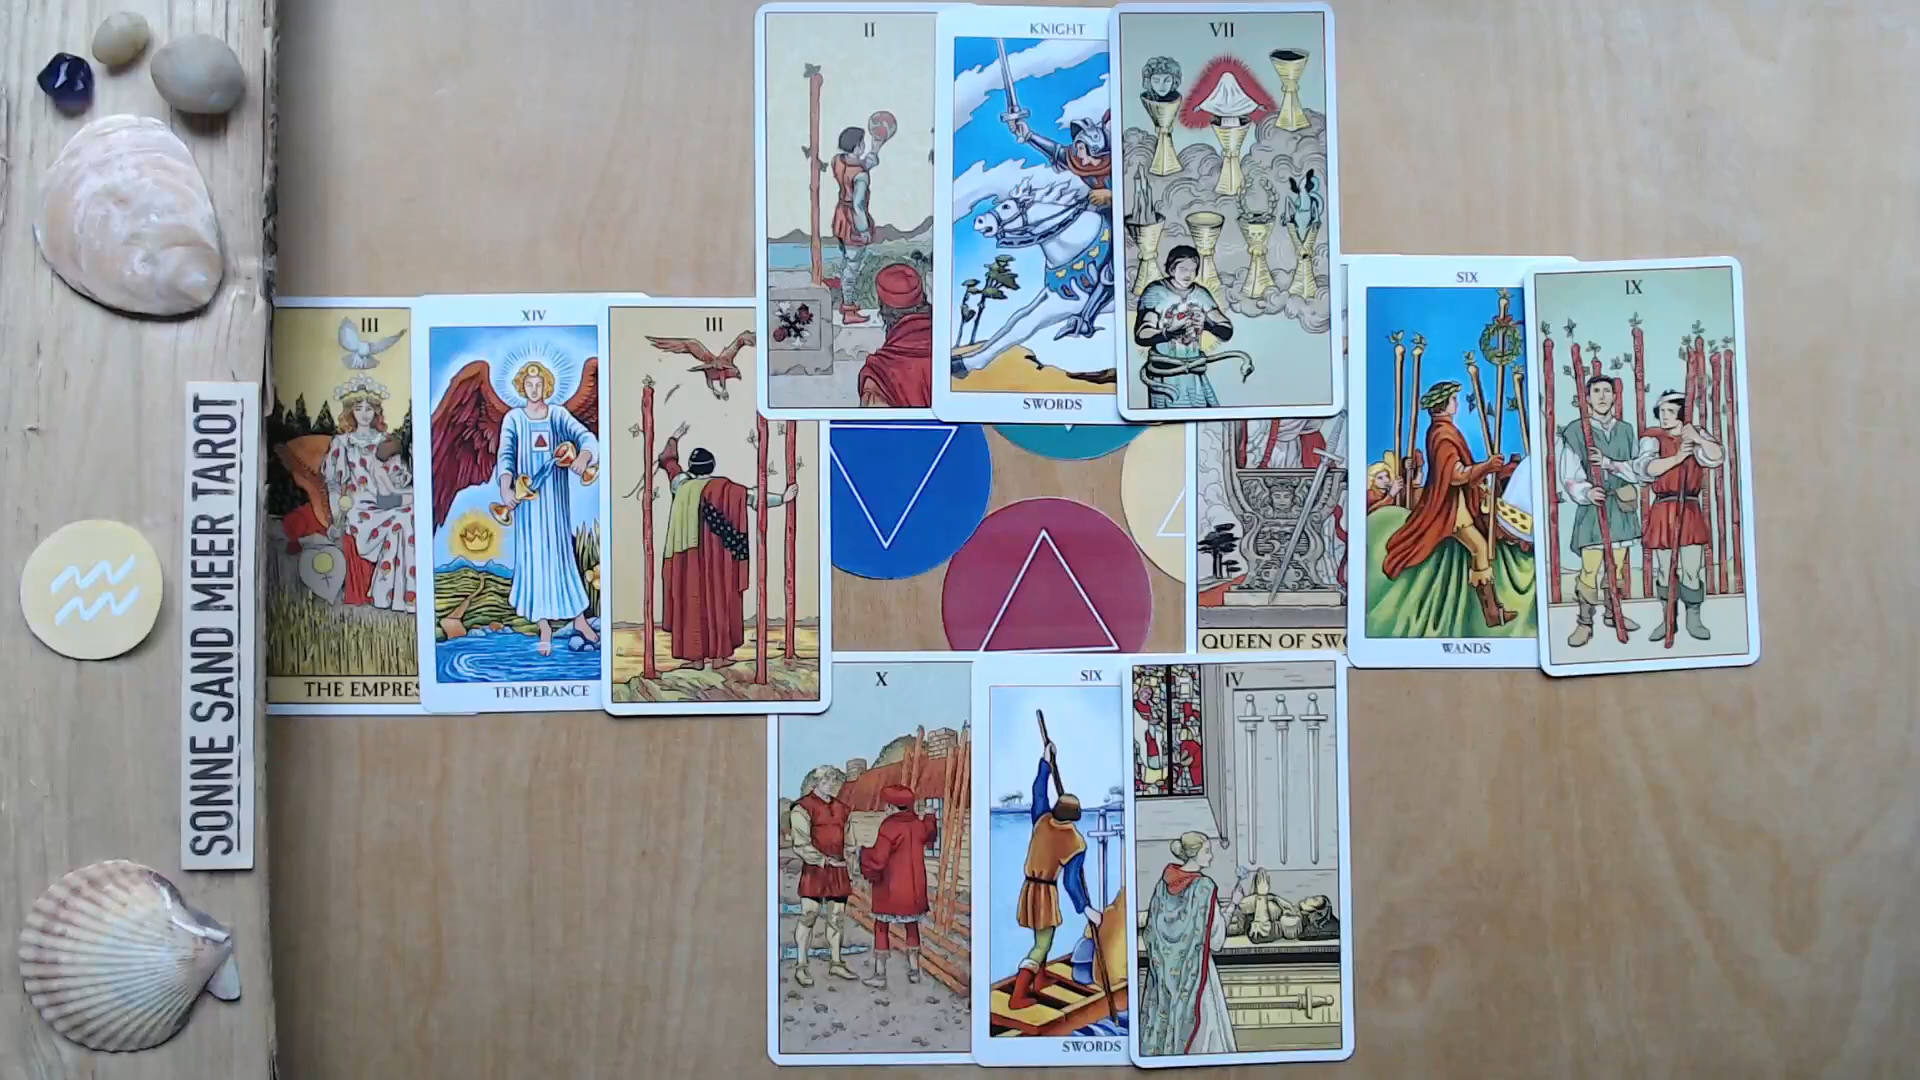 SONNE SAND MEER TAROT
III
THE EMPRES
XIV
TEMPERANCE
III
II
KNIGHT
SWORDS
VII
QUEEN OF SWO
SIX
WANDS
IX
X
SIX
SWORDS
IV